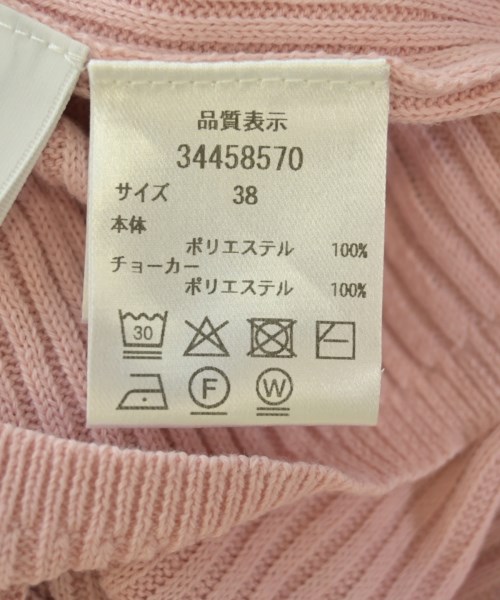 品質表示
34458570
サイズ 38
本体
ポリエステル 100%
チョーカー
ポリエステル 100%
30
F W